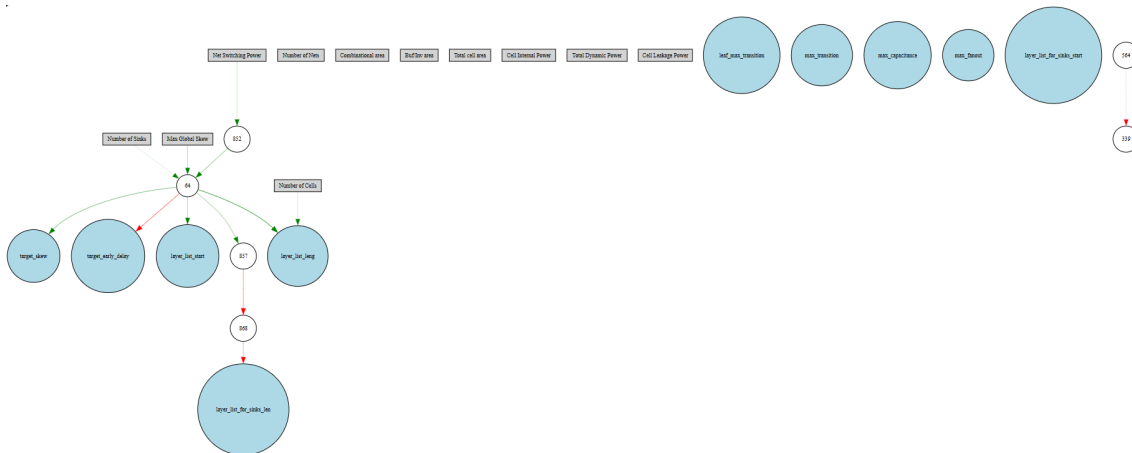 Net Switching Power
Number of Nets
Combinational area
Buf/Inv area
Total cell area
Cell Internal Power
Total Dynamic Power
Cell Leakage Power
leaf_max_transition
max_transition
max_capacitance
max_fanout
layer_list_for_sinks_start
584
Number of Sinks
Max Global Skew
852
339
64
Number of Cells
target_skew
target_early_delay
layer_list_start
857
layer_list_leng
868
layer_list_for_sinks_len